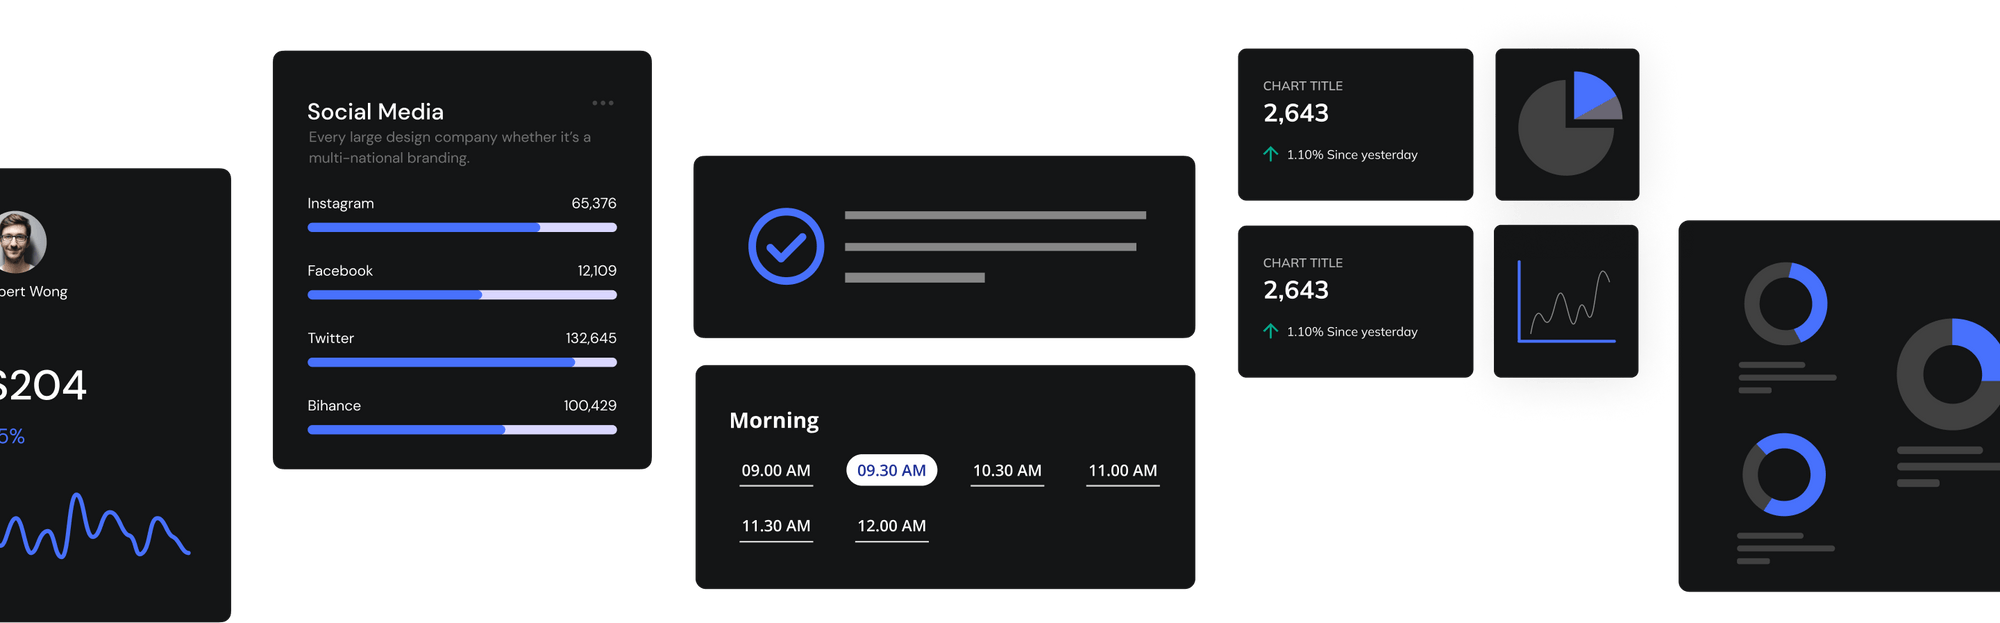 Wong
204
5%
Social Media
Every large design company whether it's a
multi-national branding.
Instagram 65,376
Facebook 12,109
Twitter 132,645
Bihance 100,429
Morning
09.00 AM 09.30 AM 10.30 AM 11.00 AM
11.30 AM 12.00 AM
CHART TITLE
2,643
1.10% Since yesterday
CHART TITLE
2,643
1.10% Since yesterday